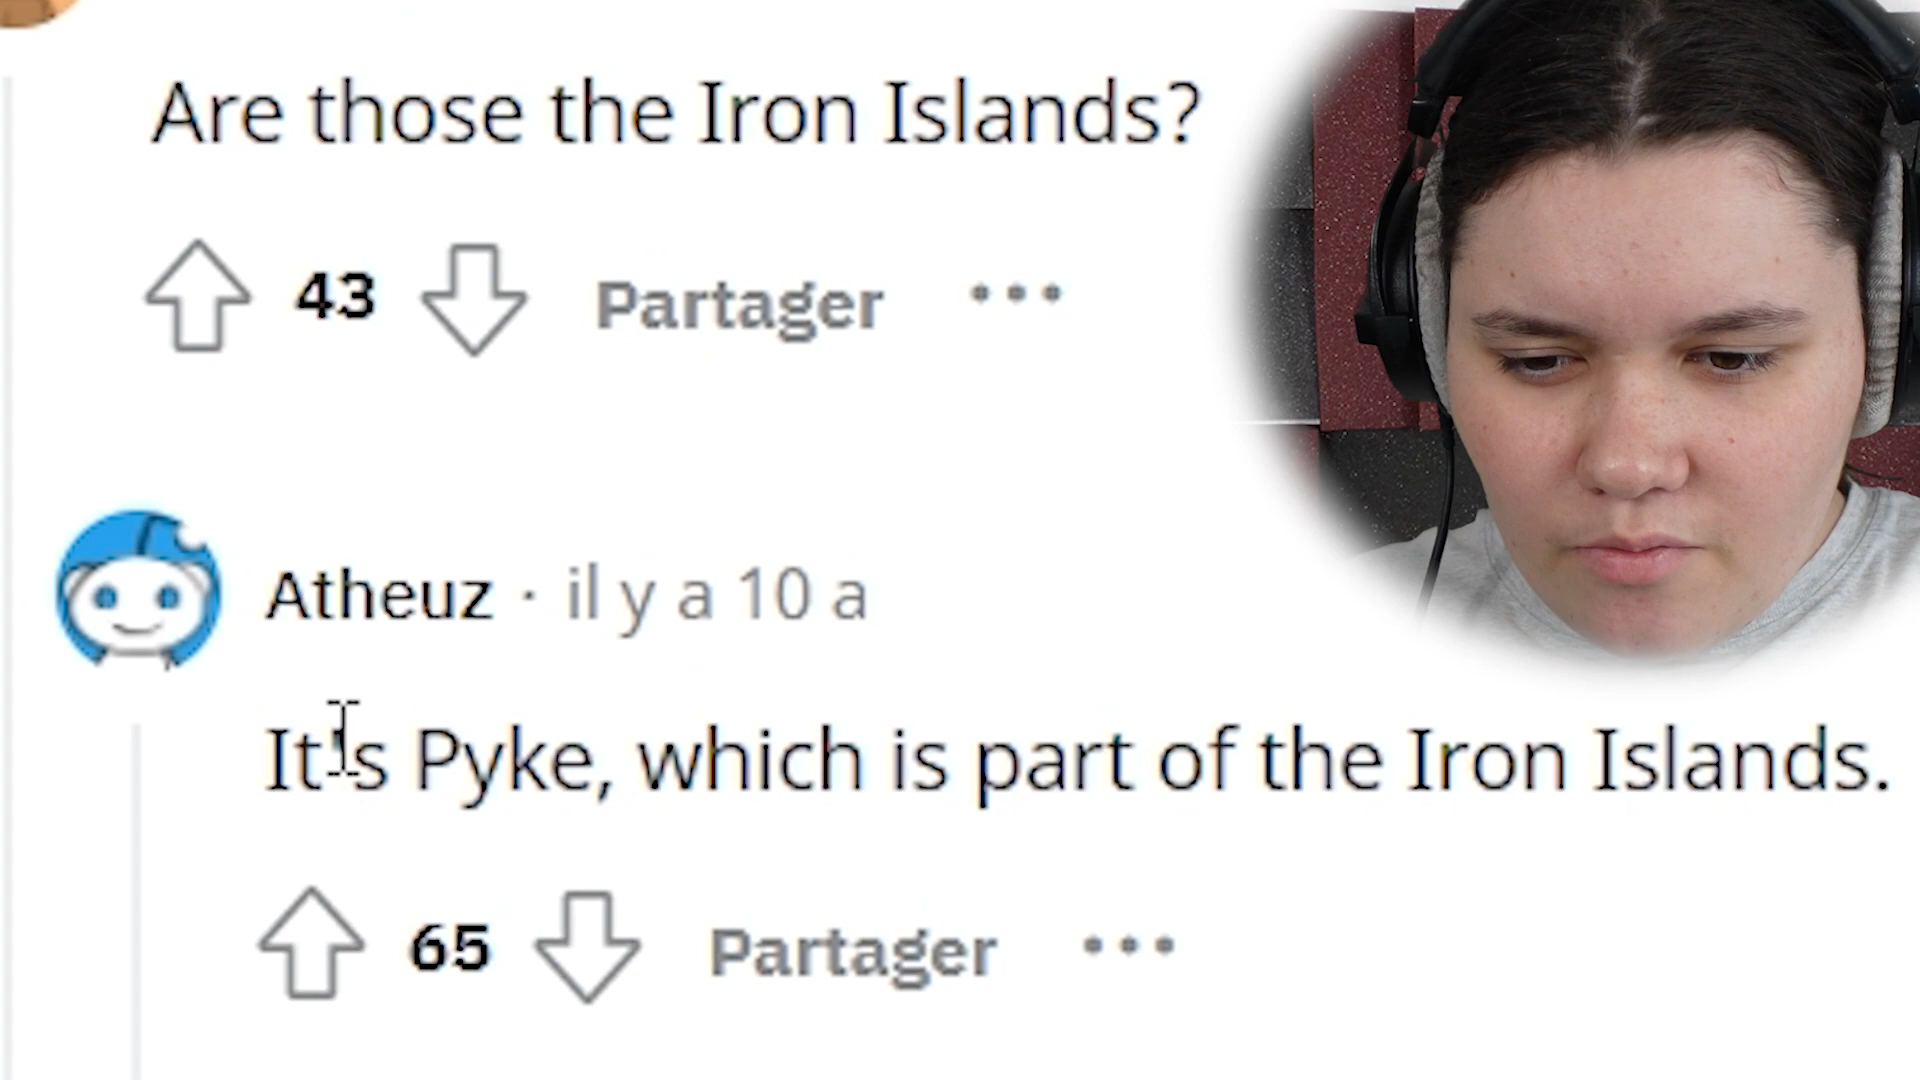 Are those the Iron Islands?
43 Partager
Atheuz · il y a 10 a
It's Pyke, which is part of the Iron Islands.
65 Partager